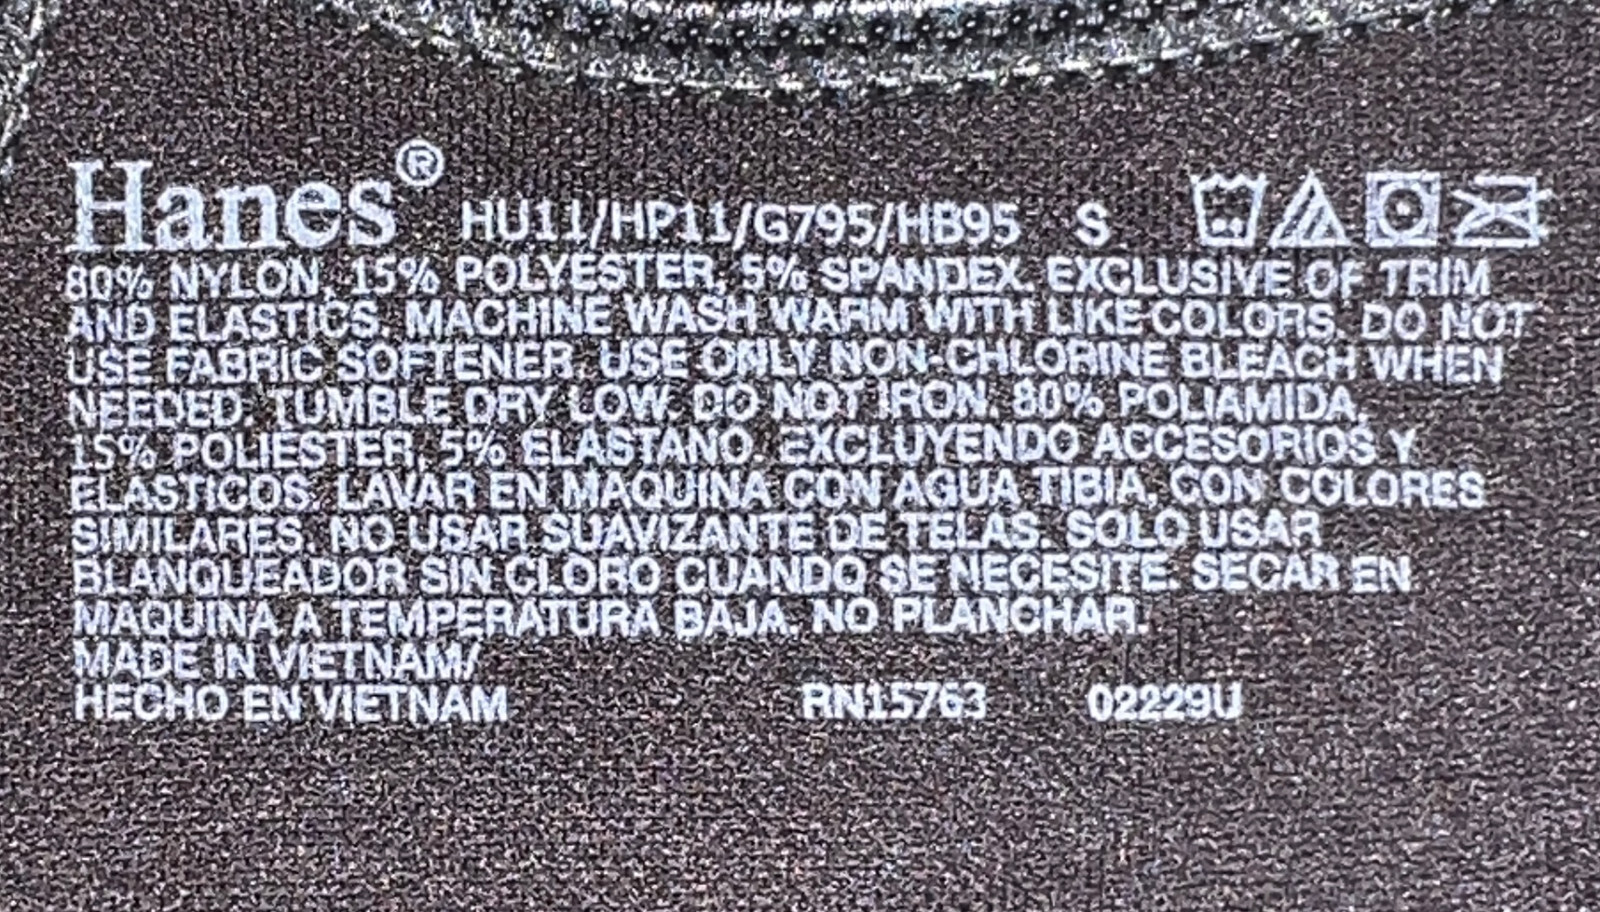 Hanes® HU11/HP11/G795/HB95 S
80% NYLON, 15% POLYESTER, 5% SPANDEX. EXCLUSIVE OF TRIM
AND ELASTICS. MACHINE WASH WARM WITH LIKE COLORS. DO NOT
USE FABRIC SOFTENER. USE ONLY NON-CHLORINE BLEACH WHEN
NEEDED. TUMBLE DRY LOW. DO NOT IRON. 80% POLIAMIDA,
15% POLIESTER, 5% ELASTANO. EXCLUYENDO ACCESORIOS Y
ELASTICOS. LAVAR EN MAQUINA CON AGUA TIBIA, CON COLORES
SIMILARES. NO USAR SUAVIZANTE DE TELAS. SOLO USAR
BLANQUEADOR SIN CLORO CUANDO SE NECESITE. SECAR EN
MAQUINA A TEMPERATURA BAJA. NO PLANCHAR.
MADE IN VIETNAM/
HECHO EN VIETNAM RN15763 02229U